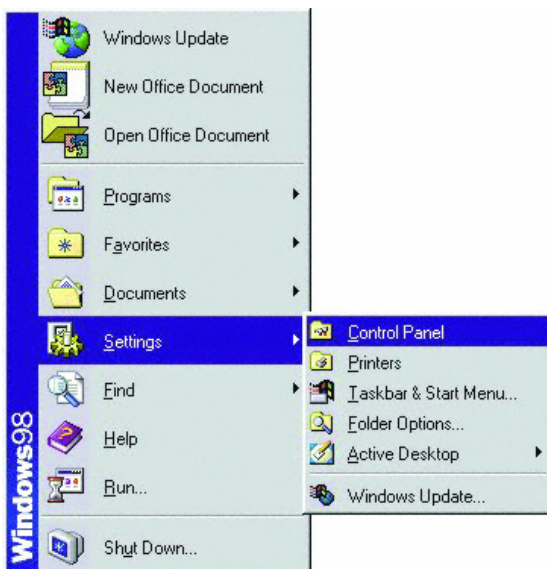 Windows Update
New Office Document
Open Office Document
Programs
Favorites
Documents
Settings
Find
Help
Run...
Shut Down...
Windows98
Control Panel
Printers
Taskbar & Start Menu...
Folder Options...
Active Desktop
Windows Update...